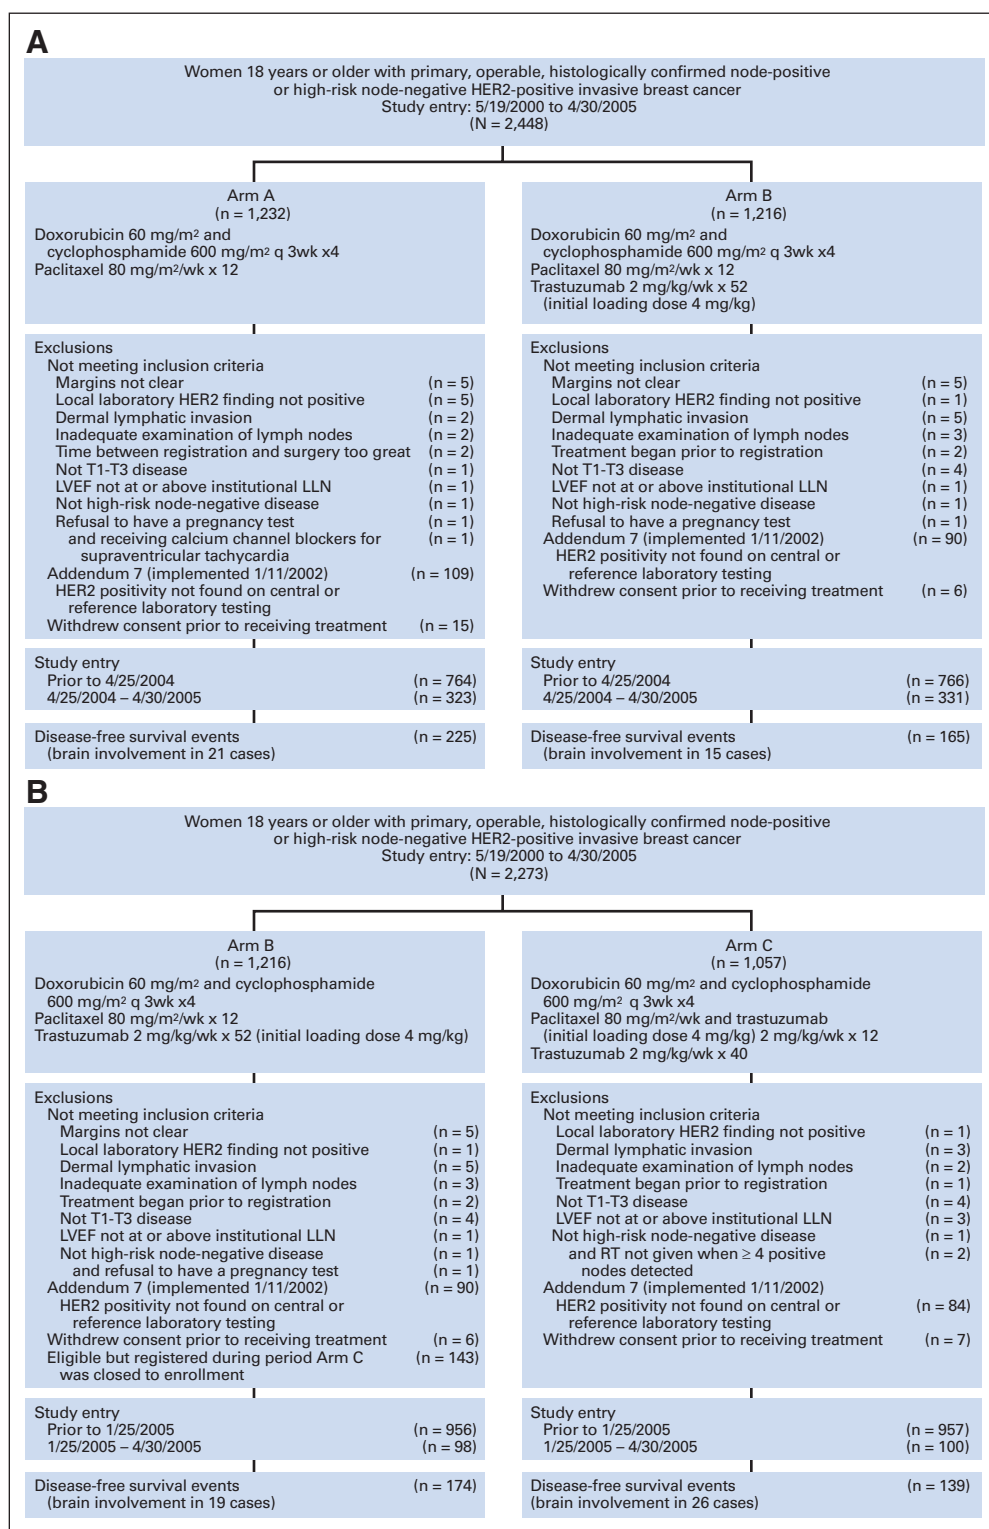 A
Women 18 years or older with primary, operable, histologically confirmed node-positive
or high-risk node-negative HER2-positive invasive breast cancer
Study entry: 5/19/2000 to 4/30/2005
(N = 2,448)
Arm A
(n = 1,232)
Doxorubicin 60 mg/m² and
cyclophosphamide 600 mg/m² q 3wk x4
Paclitaxel 80 mg/m²/wk x 12
Arm B
(n = 1,216)
Doxorubicin 60 mg/m² and
cyclophosphamide 600 mg/m² q 3wk x4
Paclitaxel 80 mg/m²/wk x 12
Trastuzumab 2 mg/kg/wk x 52
(initial loading dose 4 mg/kg)
Exclusions
Not meeting inclusion criteria
Margins not clear (n = 5)
Local laboratory HER2 finding not positive (n = 5)
Dermal lymphatic invasion (n = 2)
Inadequate examination of lymph nodes (n = 2)
Time between registration and surgery too great (n = 2)
Not T1-T3 disease (n = 1)
LVEF not at or above institutional LLN (n = 1)
Not high-risk node-negative disease (n = 1)
Refusal to have a pregnancy test (n = 1)
and receiving calcium channel blockers for (n = 1)
supraventricular tachycardia
Addendum 7 (implemented 1/11/2002) (n = 109)
HER2 positivity not found on central or
reference laboratory testing
Withdrew consent prior to receiving treatment (n = 15)
Exclusions
Not meeting inclusion criteria
Margins not clear (n = 5)
Local laboratory HER2 finding not positive (n = 1)
Dermal lymphatic invasion (n = 5)
Inadequate examination of lymph nodes (n = 3)
Treatment began prior to registration (n = 2)
Not T1-T3 disease (n = 4)
LVEF not at or above institutional LLN (n = 1)
Not high-risk node-negative disease (n = 1)
Refusal to have a pregnancy test (n = 1)
Addendum 7 (implemented 1/11/2002) (n = 90)
HER2 positivity not found on central or
reference laboratory testing
Withdrew consent prior to receiving treatment (n = 6)
Study entry
Prior to 4/25/2004 (n = 764)
4/25/2004 – 4/30/2005 (n = 323)
Study entry
Prior to 4/25/2004 (n = 766)
4/25/2004 – 4/30/2005 (n = 331)
Disease-free survival events (n = 225)
(brain involvement in 21 cases)
Disease-free survival events (n = 165)
(brain involvement in 15 cases)
B
Women 18 years or older with primary, operable, histologically confirmed node-positive
or high-risk node-negative HER2-positive invasive breast cancer
Study entry: 5/19/2000 to 4/30/2005
(N = 2,273)
Arm B
(n = 1,216)
Doxorubicin 60 mg/m² and cyclophosphamide
600 mg/m² q 3wk x4
Paclitaxel 80 mg/m²/wk x 12
Trastuzumab 2 mg/kg/wk x 52 (initial loading dose 4 mg/kg)
Arm C
(n = 1,057)
Doxorubicin 60 mg/m² and cyclophosphamide
600 mg/m² q 3wk x4
Paclitaxel 80 mg/m²/wk and trastuzumab
(initial loading dose 4 mg/kg) 2 mg/kg/wk x 12
Trastuzumab 2 mg/kg/wk x 40
Exclusions
Not meeting inclusion criteria
Margins not clear (n = 5)
Local laboratory HER2 finding not positive (n = 1)
Dermal lymphatic invasion (n = 5)
Inadequate examination of lymph nodes (n = 3)
Treatment began prior to registration (n = 2)
Not T1-T3 disease (n = 4)
LVEF not at or above institutional LLN (n = 1)
Not high-risk node-negative disease (n = 1)
and refusal to have a pregnancy test (n = 1)
Addendum 7 (implemented 1/11/2002) (n = 90)
HER2 positivity not found on central or
reference laboratory testing
Withdrew consent prior to receiving treatment (n = 6)
Eligible but registered during period Arm C (n = 143)
was closed to enrollment
Exclusions
Not meeting inclusion criteria
Local laboratory HER2 finding not positive (n = 1)
Dermal lymphatic invasion (n = 3)
Inadequate examination of lymph nodes (n = 2)
Treatment began prior to registration (n = 1)
Not T1-T3 disease (n = 4)
LVEF not at or above institutional LLN (n = 3)
Not high-risk node-negative disease (n = 1)
and RT not given when ≥ 4 positive (n = 2)
nodes detected
Addendum 7 (implemented 1/11/2002)
HER2 positivity not found on central or (n = 84)
reference laboratory testing
Withdrew consent prior to receiving treatment (n = 7)
Study entry
Prior to 1/25/2005 (n = 956)
1/25/2005 – 4/30/2005 (n = 98)
Study entry
Prior to 1/25/2005 (n = 957)
1/25/2005 – 4/30/2005 (n = 100)
Disease-free survival events (n = 174)
(brain involvement in 19 cases)
Disease-free survival events (n = 139)
(brain involvement in 26 cases)